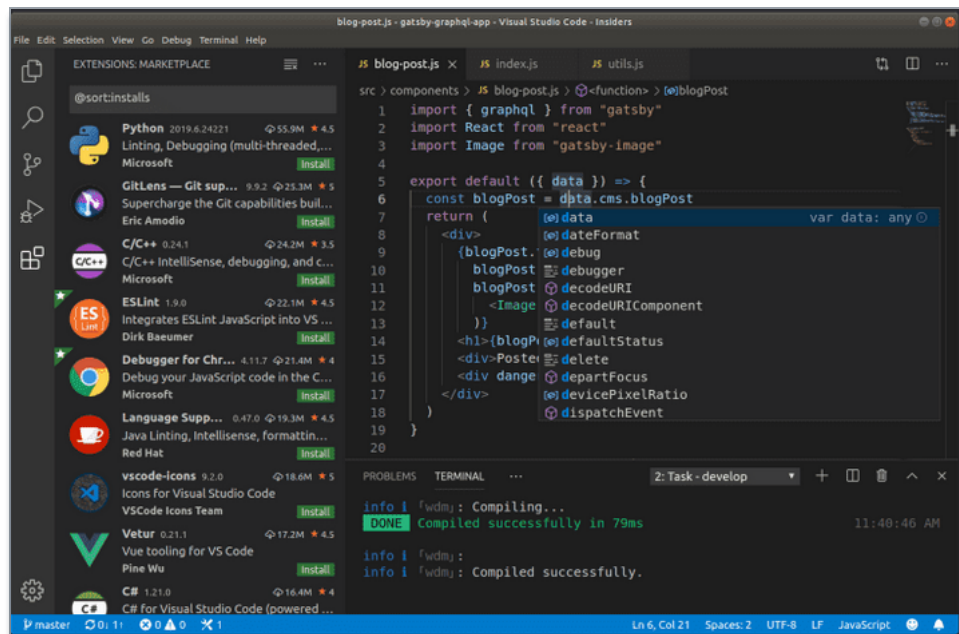 blog-post.js - gatsby-graphql-app - Visual Studio Code - Insiders
File Edit Selection View Go Debug Terminal Help
EXTENSIONS: MARKETPLACE
@sort:installs
Python 2019.6.24221 55.9M ★ 4.5
Linting, Debugging (multi-threaded,...
Microsoft Install
GitLens — Git sup... 9.9.2 25.3M ★ 5
Supercharge the Git capabilities buil...
Eric Amodio Install
C/C++
C/C++ 0.24.1 24.2M ★ 3.5
C/C++ IntelliSense, debugging, and c...
Microsoft Install
ES
Lint
ESLint 1.9.0 22.1M ★ 4.5
Integrates ESLint JavaScript into VS ...
Dirk Baeumer Install
Debugger for Chr... 4.11.7 21.4M ★ 4
Debug your JavaScript code in the C...
Microsoft Install
Language Supp... 0.47.0 19.3M ★ 4.5
Java Linting, Intellisense, formattin...
Red Hat Install
vscode-icons 9.2.0 18.6M ★ 5
Icons for Visual Studio Code
VSCode Icons Team Install
Vetur 0.21.1 17.2M ★ 4.5
Vue tooling for VS Code
Pine Wu Install
C#
C# 1.21.0 16.4M ★ 4
C# for Visual Studio Code (powered ...
JS blog-post.js × JS index.js JS utils.js
src > components > JS blog-post.js > <function> > blogPost
1 import { graphql } from "gatsby"
2 import React from "react"
3 import Image from "gatsby-image"
4
5 export default ({ data }) => {
6 const blogPost = data.cms.blogPost
7 return (
8 <div>
9 {blogPost.
10 blogPost
11 blogPost
12 <Image
13 )}
14 <h1>{blogP
15 <div>Poste
16 <div dange
17 </div>
18 )
19 }
20
data var data: any
dateFormat
debug
debugger
decodeURI
decodeURIComponent
default
defaultStatus
delete
departFocus
devicePixelRatio
dispatchEvent
PROBLEMS TERMINAL ... 2: Task - develop
info i ｢wdm｣: Compiling...
DONE Compiled successfully in 79ms 11:40:46 AM
info i ｢wdm｣:
info i ｢wdm｣: Compiled successfully.
master 0↓ 1↑ 0 0 1 Ln 6, Col 21 Spaces: 2 UTF-8 LF JavaScript